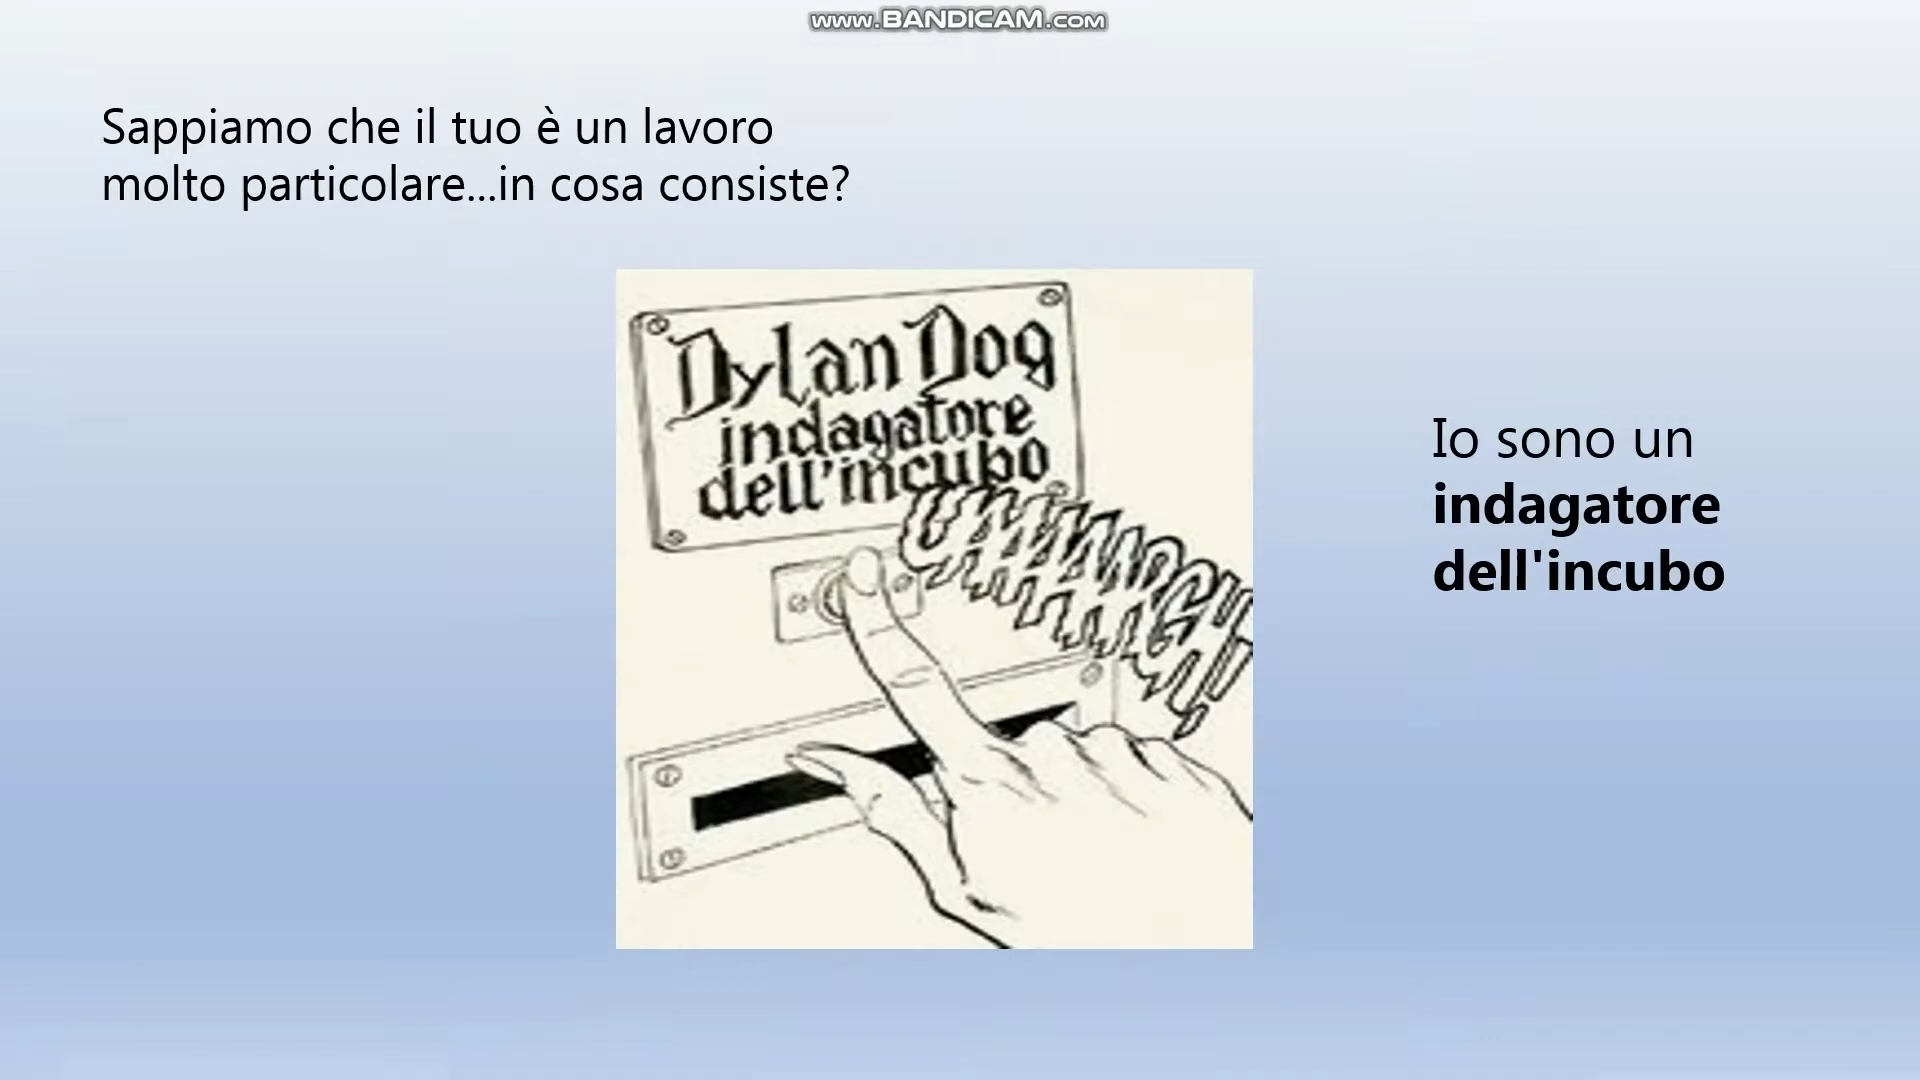 www.BANDICAM.com
Sappiamo che il tuo è un lavoro
molto particolare...in cosa consiste?
Dylan Dog
indagatore
dell'incubo
Io sono un
indagatore
dell'incubo